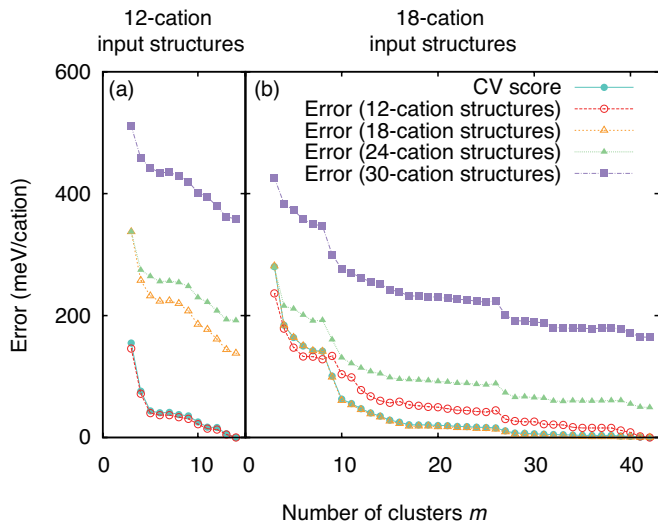 12-cation
input structures
18-cation
input structures
(a)
(b)
CV score
Error (12-cation structures)
Error (18-cation structures)
Error (24-cation structures)
Error (30-cation structures)
Error (meV/cation)
600
400
200
0
0
10
0
10
20
30
40
Number of clusters m